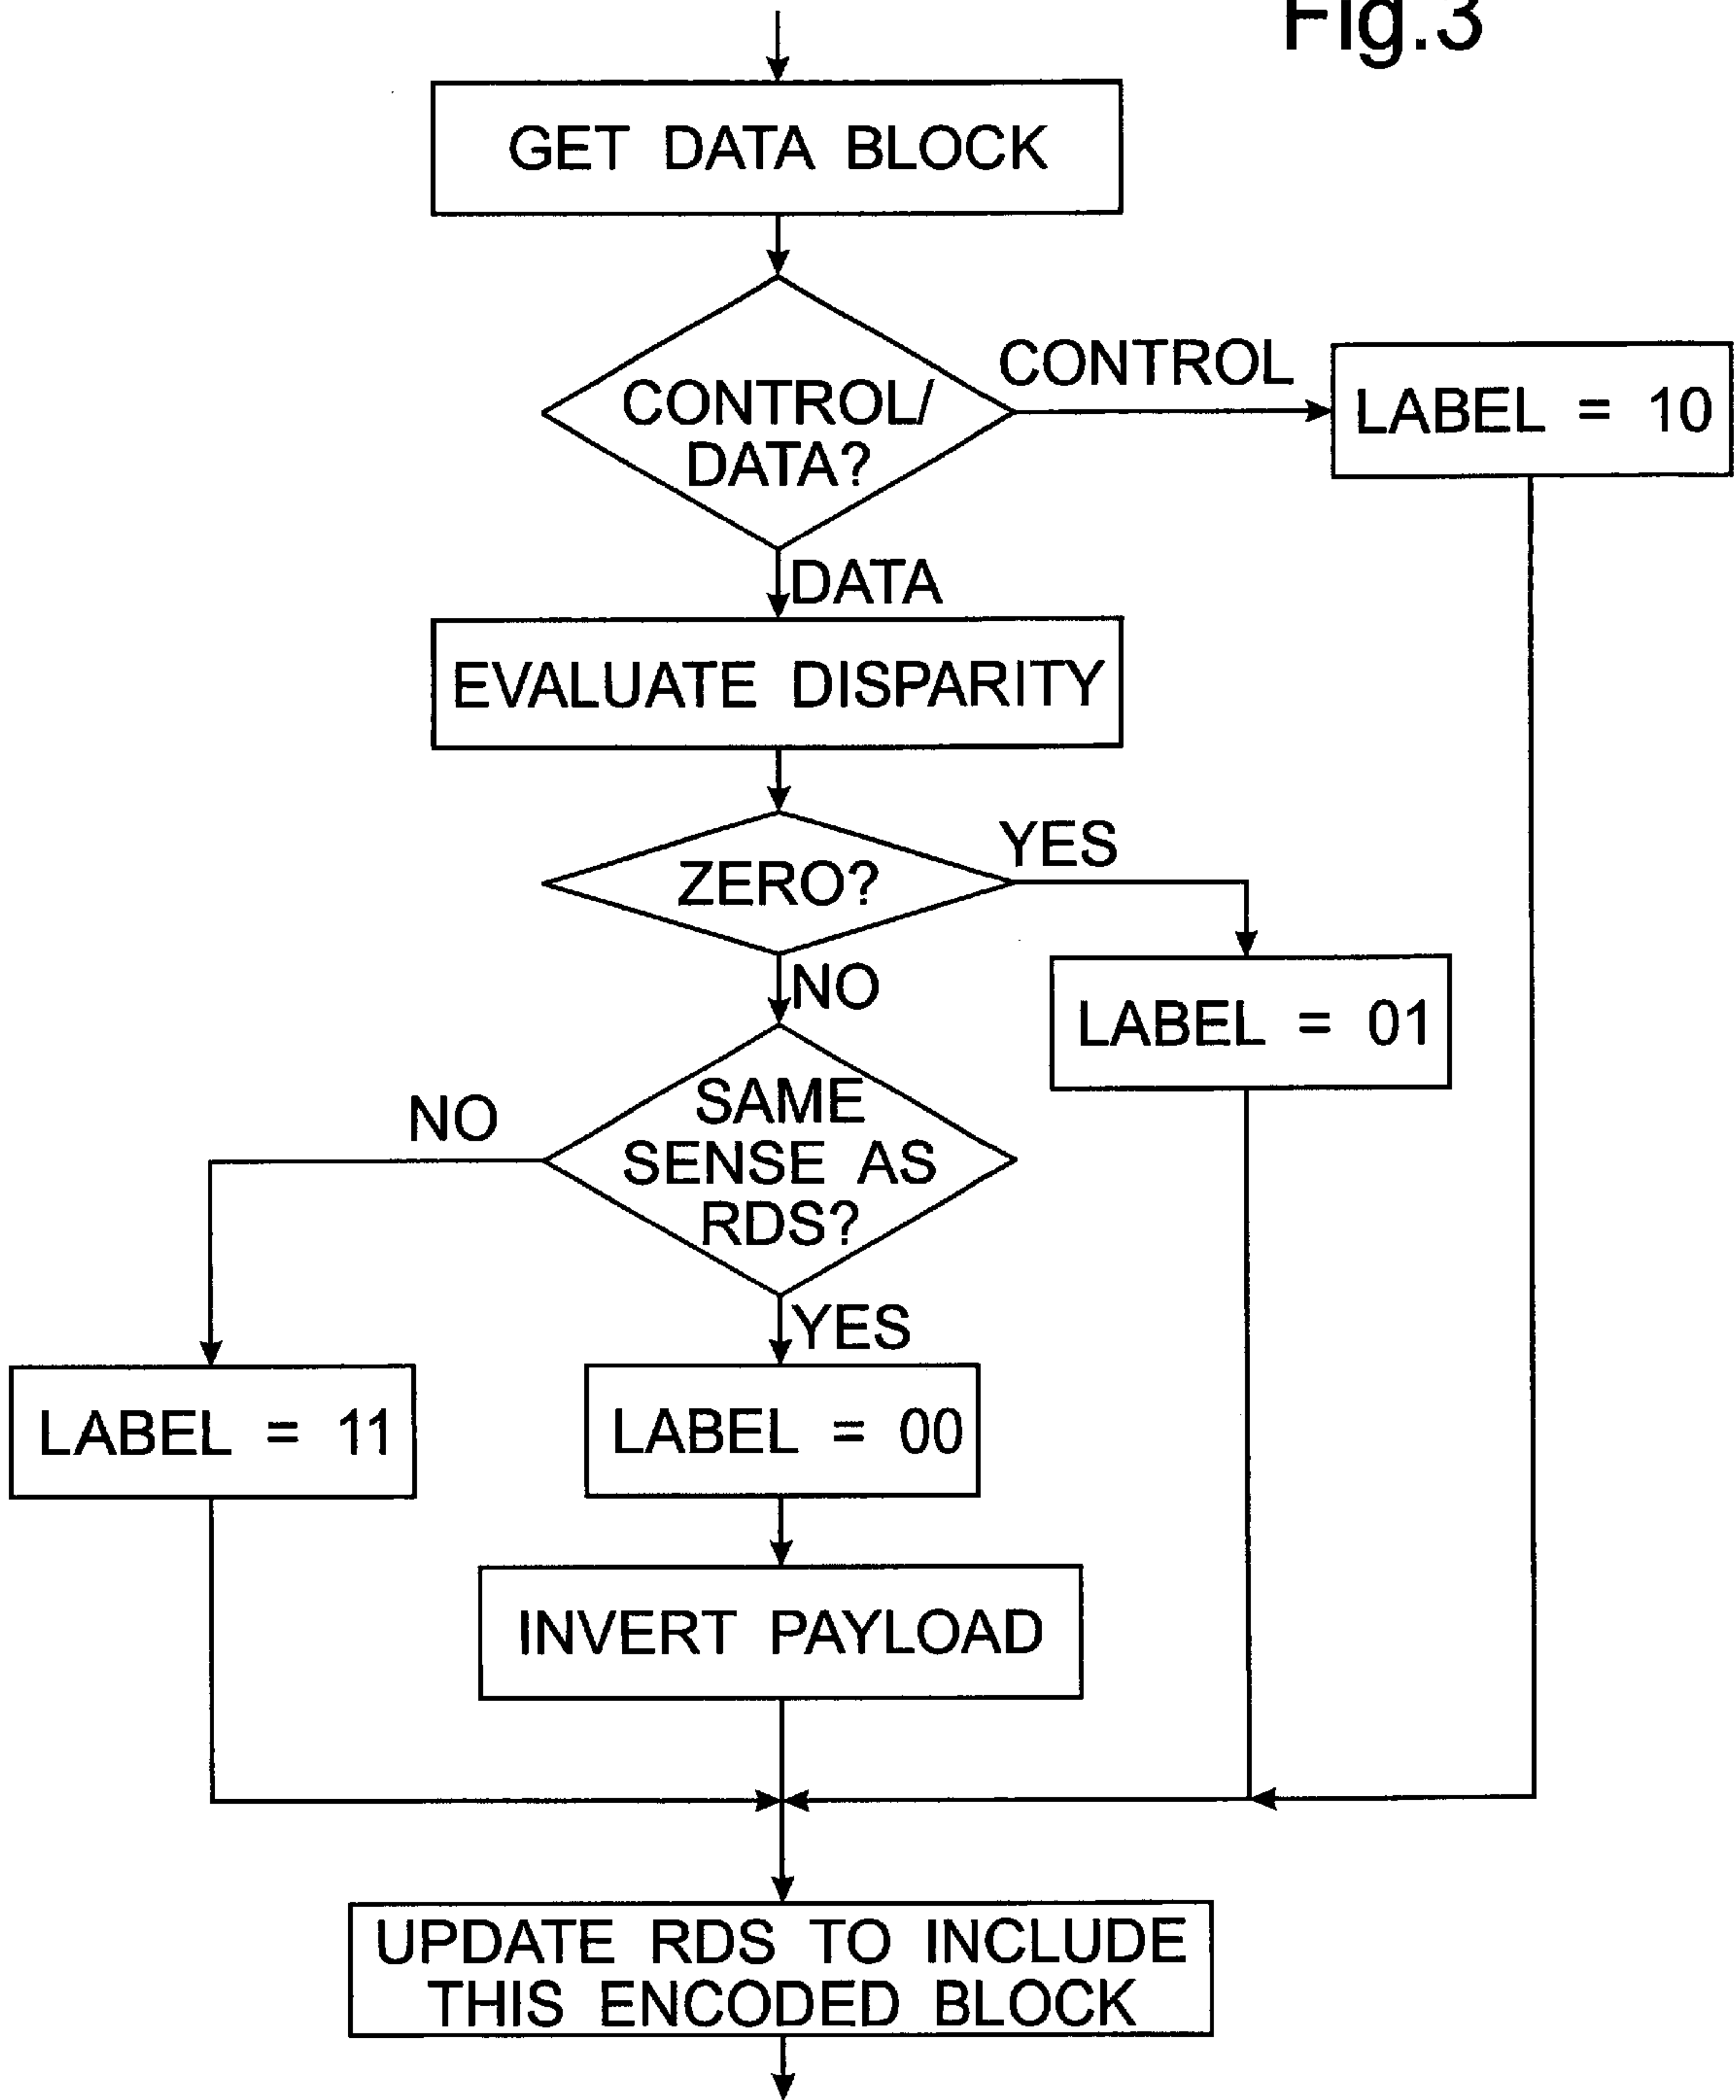 Fig.3
GET DATA BLOCK
CONTROL/
DATA?
CONTROL
LABEL = 10
DATA
EVALUATE DISPARITY
ZERO?
YES
NO
LABEL = 01
SAME
SENSE AS
RDS?
NO
YES
LABEL = 11
LABEL = 00
INVERT PAYLOAD
UPDATE RDS TO INCLUDE
THIS ENCODED BLOCK